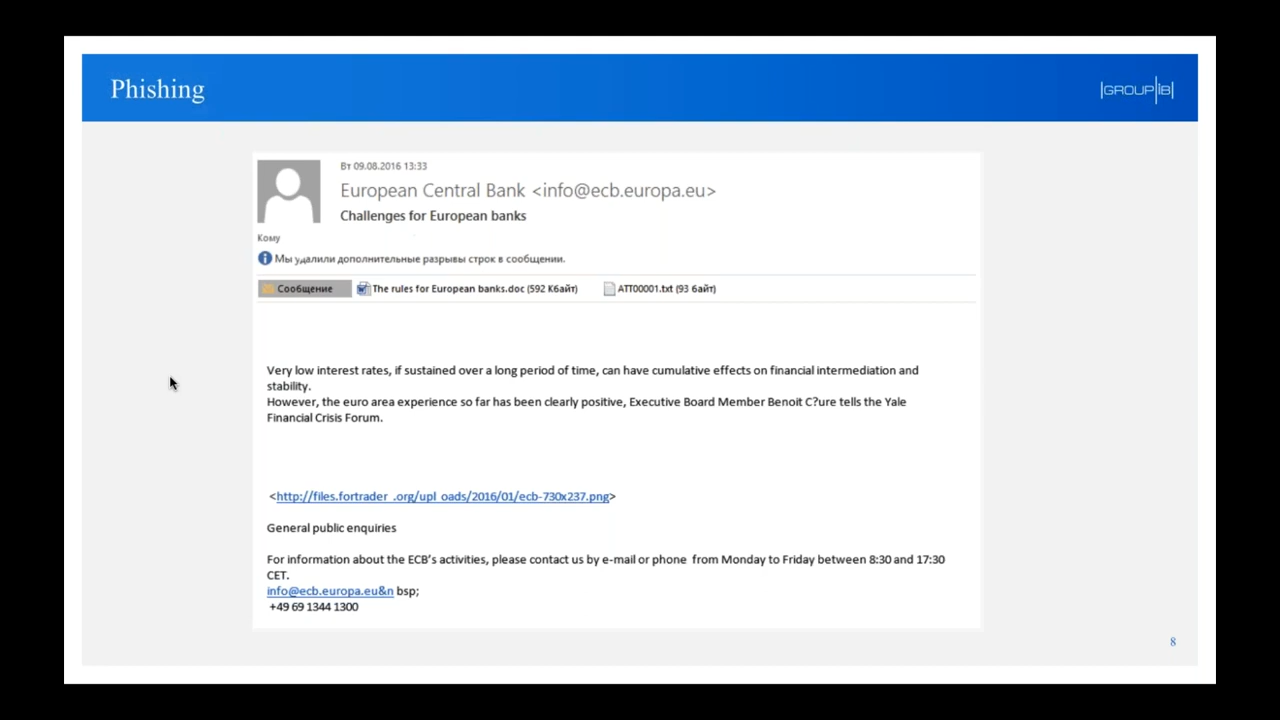 Phishing
|GROUP|iB|
Вт 09.08.2016 13:33
European Central Bank <info@ecb.europa.eu>
Challenges for European banks
Кому
Мы удалили дополнительные разрывы строк в сообщении.
Сообщение
The rules for European banks.doc (592 Кбайт)
ATT00001.txt (93 байт)
Very low interest rates, if sustained over a long period of time, can have cumulative effects on financial intermediation and
stability.
However, the euro area experience so far has been clearly positive, Executive Board Member Benoit C?ure tells the Yale
Financial Crisis Forum.
<http://files.fortrader .org/upl oads/2016/01/ecb-730x237.png>
General public enquiries
For information about the ECB's activities, please contact us by e-mail or phone from Monday to Friday between 8:30 and 17:30
CET.
info@ecb.europa.eu&n bsp;
+49 69 1344 1300
8